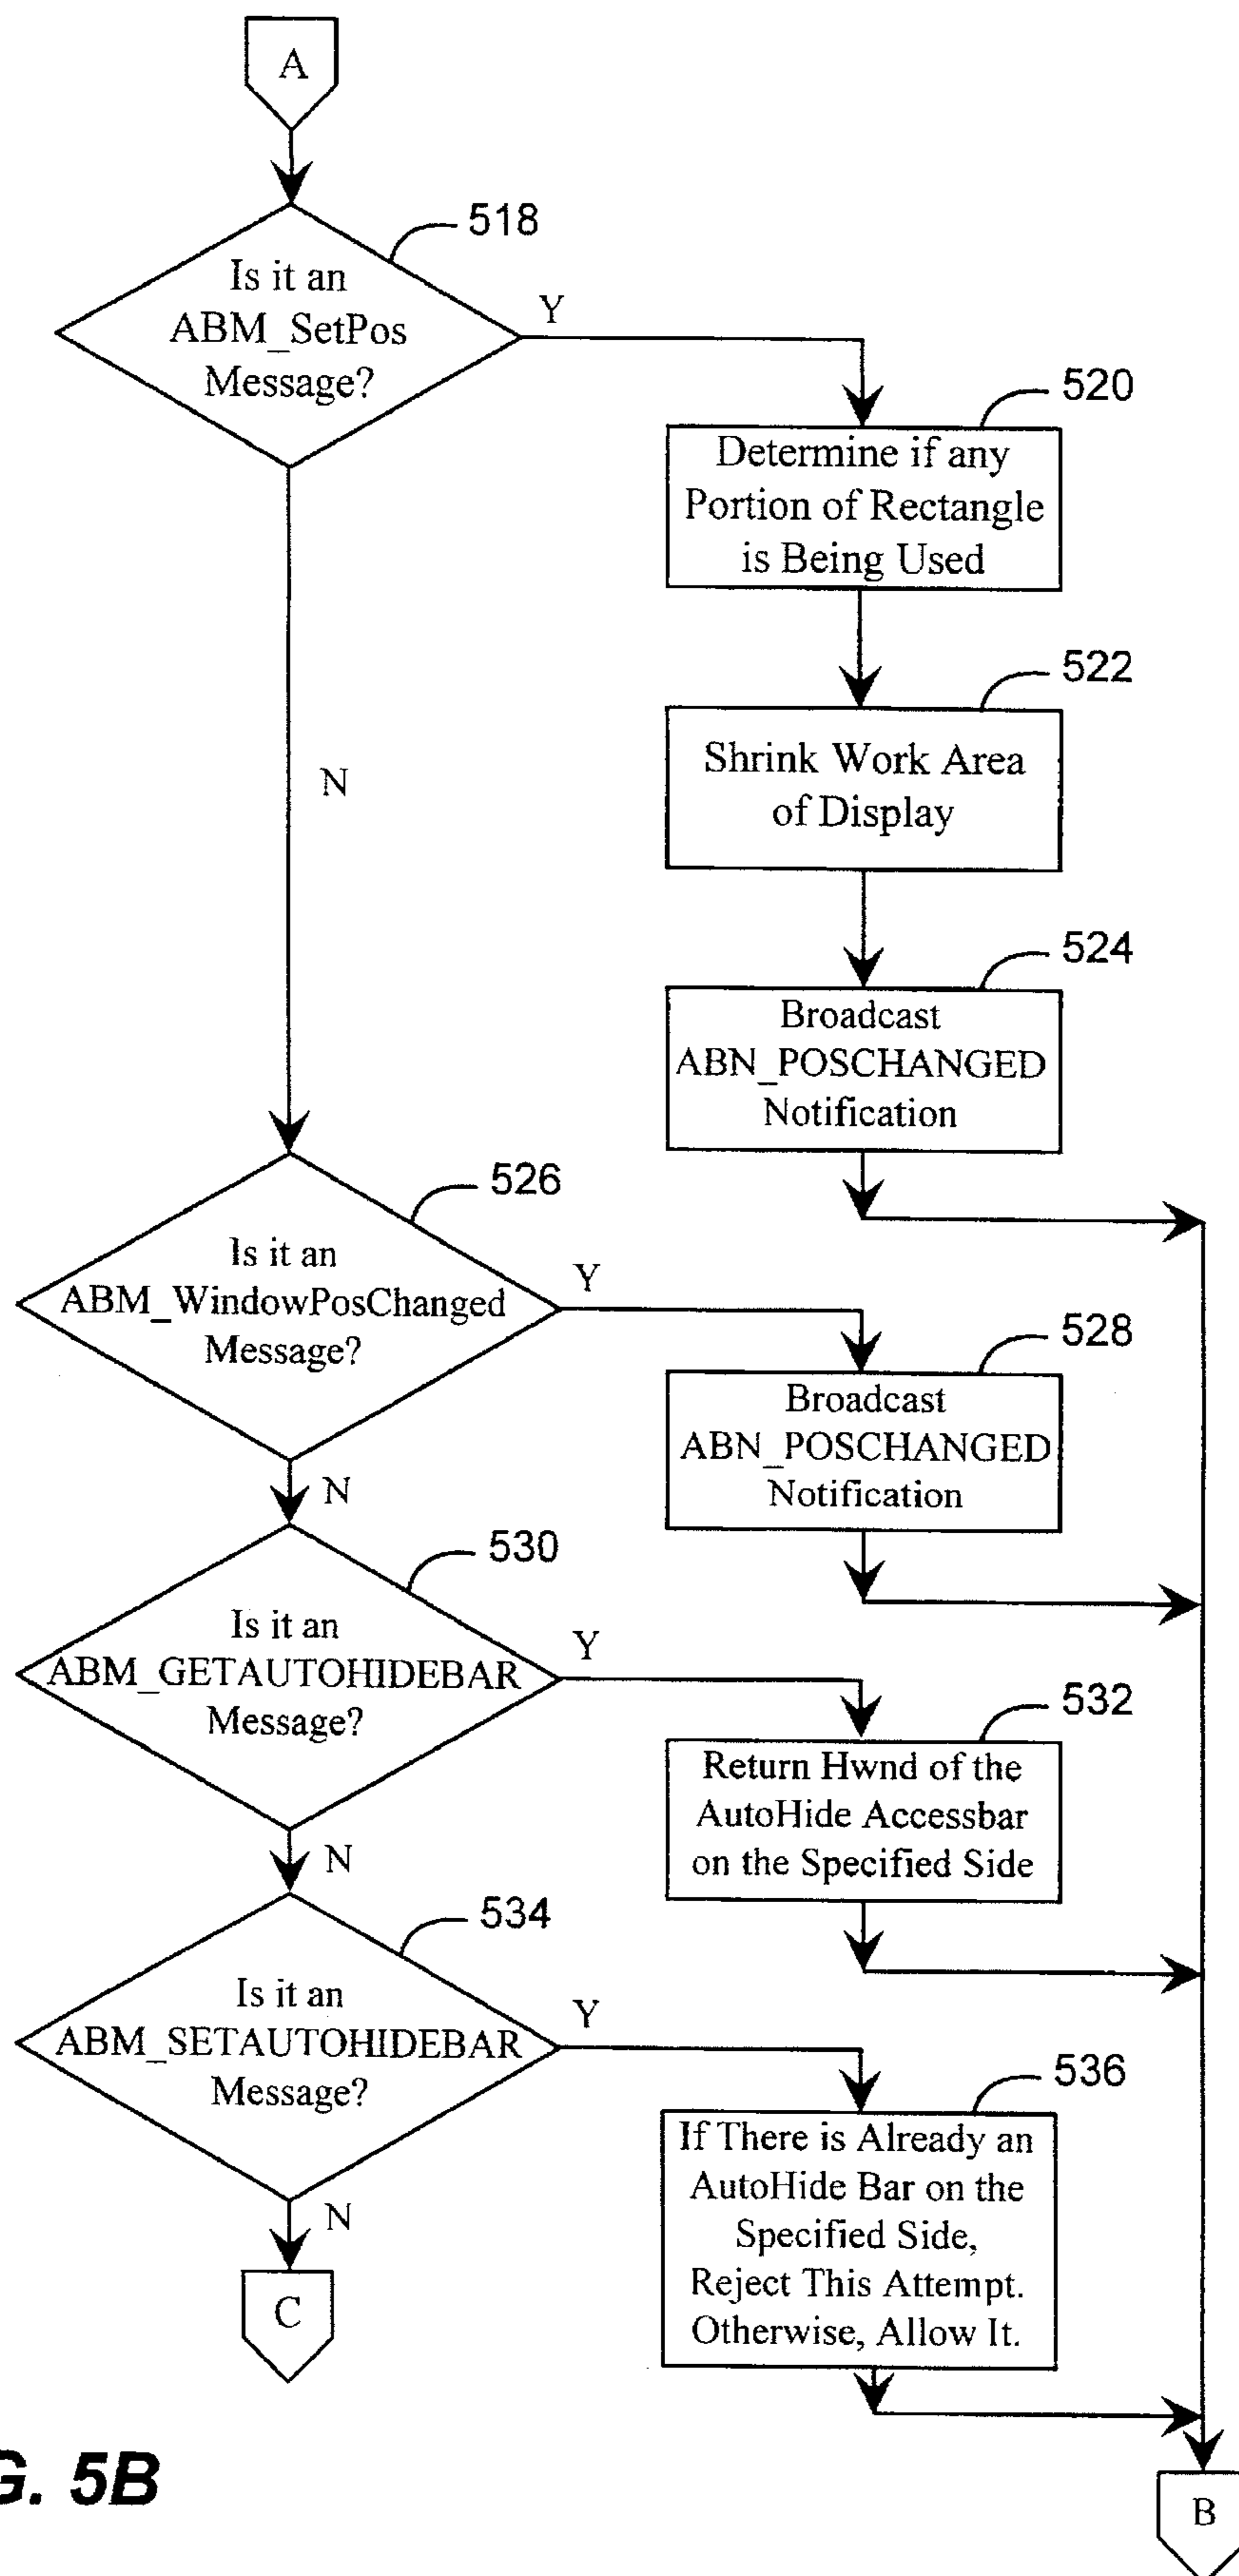 A
518
Is it an
ABM_SetPos
Message?
Y
520
Determine if any
Portion of Rectangle
is Being Used
522
Shrink Work Area
of Display
N
524
Broadcast
ABN_POSCHANGED
Notification
526
Is it an
ABM_WindowPosChanged
Message?
Y
528
Broadcast
ABN_POSCHANGED
Notification
N
530
Is it an
ABM_GETAUTOHIDEBAR
Message?
Y
532
Return Hwnd of the
AutoHide Accessbar
on the Specified Side
N
534
Is it an
ABM_SETAUTOHIDEBAR
Message?
Y
536
If There is Already an
AutoHide Bar on the
Specified Side,
Reject This Attempt.
Otherwise, Allow It.
N
C
G. 5B
B